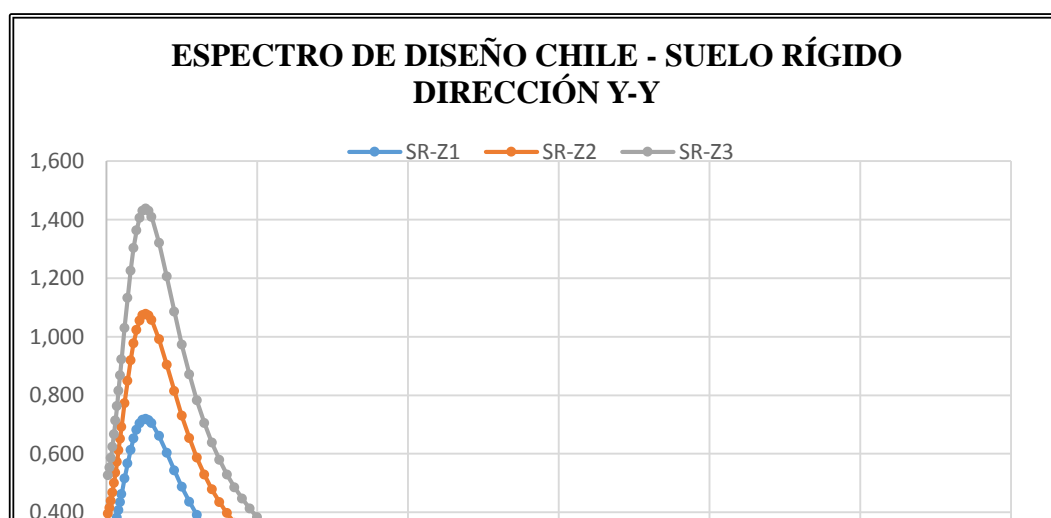 ESPECTRO DE DISEÑO CHILE - SUELO RÍGIDO
DIRECCIÓN Y-Y
SR-Z1 SR-Z2 SR-Z3
1,600
1,400
1,200
1,000
0,800
0,600
0,400